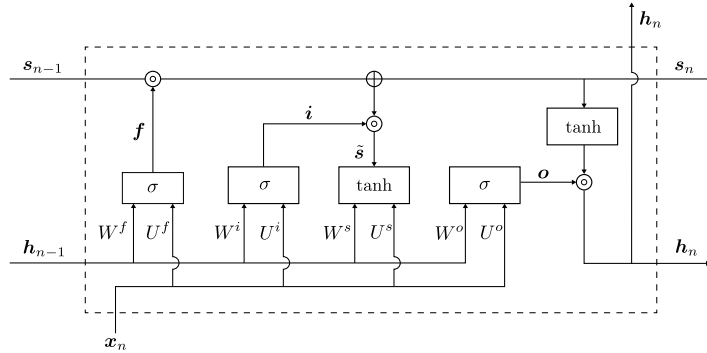 h_n
s_{n-1}
s_n
i
f
tanh
s̃
σ
σ
tanh
σ
o
W^f
U^f
W^i
U^i
W^s
U^s
W^o
U^o
h_{n-1}
h_n
x_n